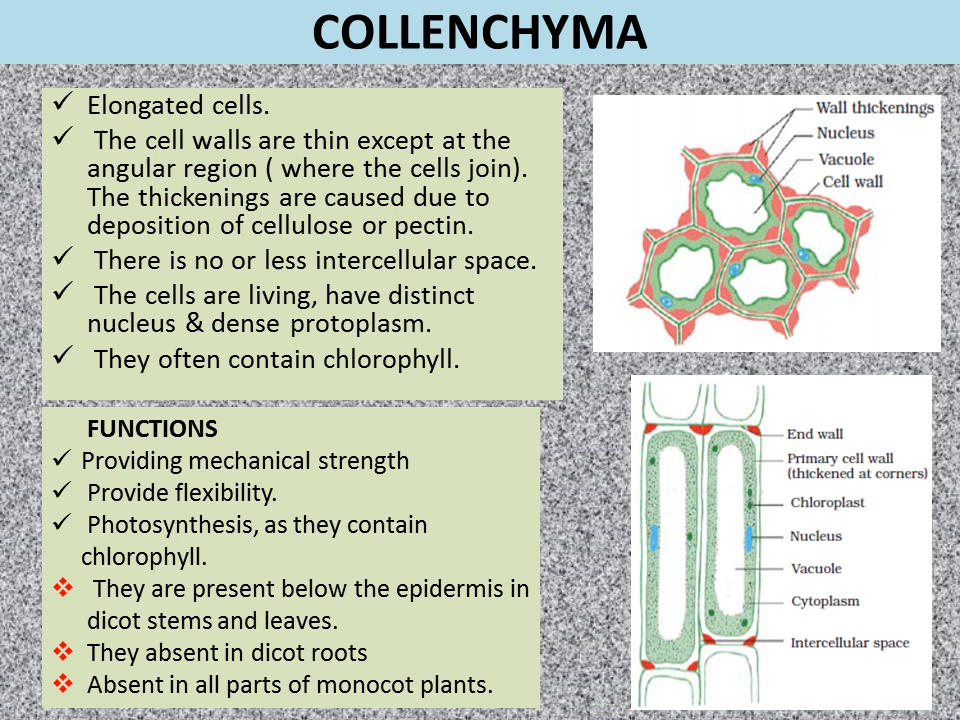 COLLENCHYMA
✓ Elongated cells.
✓ The cell walls are thin except at the
angular region ( where the cells join).
The thickenings are caused due to
deposition of cellulose or pectin.
✓ There is no or less intercellular space.
✓ The cells are living, have distinct
nucleus & dense protoplasm.
✓ They often contain chlorophyll.
FUNCTIONS
✓ Providing mechanical strength
✓ Provide flexibility.
✓ Photosynthesis, as they contain
chlorophyll.
❖ They are present below the epidermis in
dicot stems and leaves.
❖ They absent in dicot roots
❖ Absent in all parts of monocot plants.
Wall thickenings
Nucleus
Vacuole
Cell wall
End wall
Primary cell wall
(thickened at corners)
Chloroplast
Nucleus
Vacuole
Cytoplasm
Intercellular space